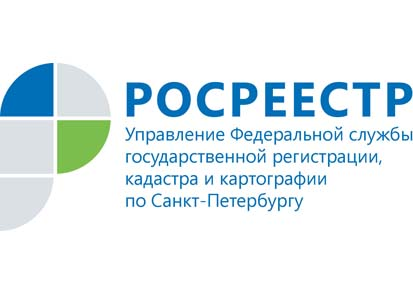 РОСРЕЕСТР
Управление Федеральной службы
государственной регистрации,
кадастра и картографии
по Санкт-Петербургу